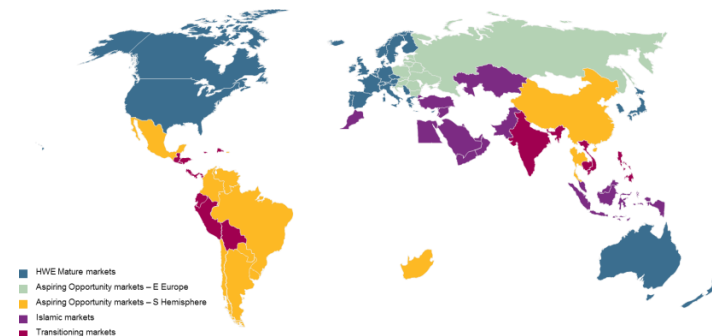 HWE Mature markets
Aspiring Opportunity markets – E Europe
Aspiring Opportunity markets – S Hemisphere
Islamic markets
Transitioning markets